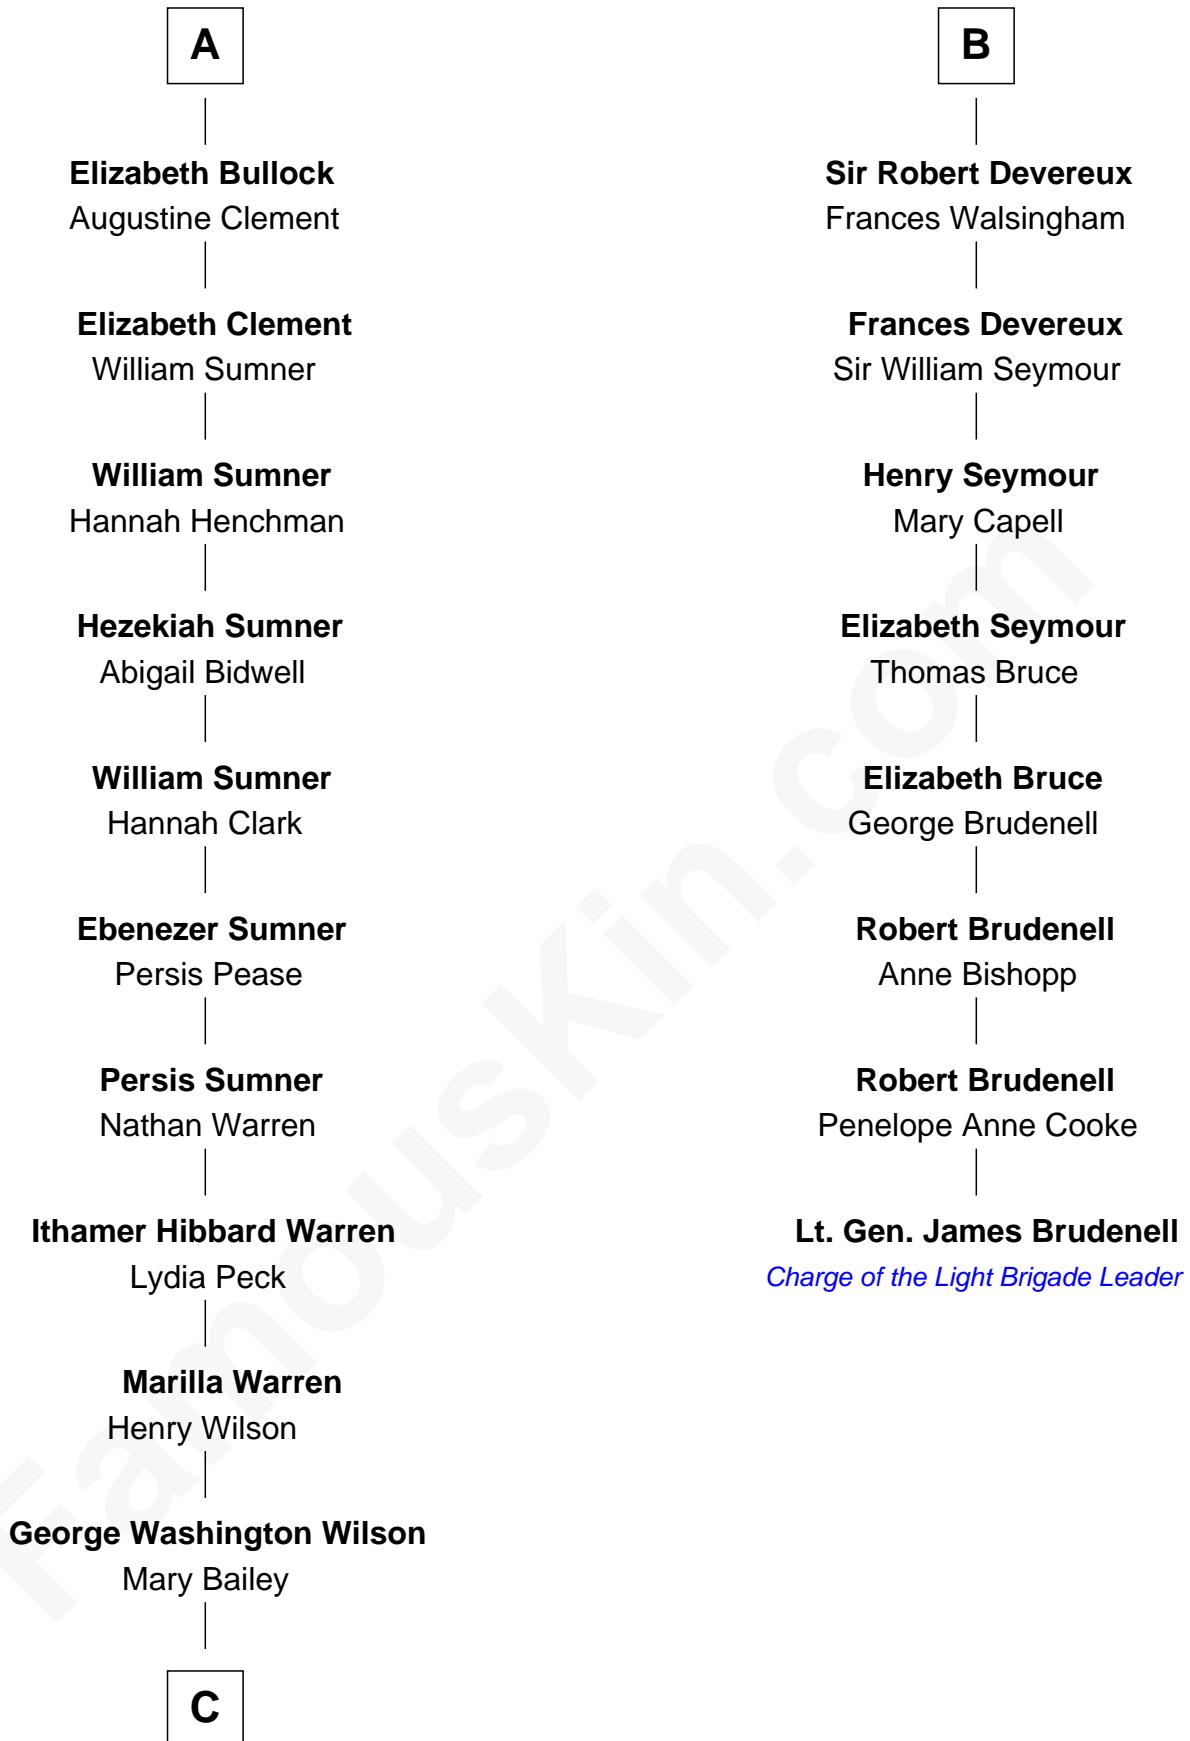 A
Elizabeth Bullock
Augustine Clement
Elizabeth Clement
William Sumner
William Sumner
Hannah Henchman
Hezekiah Sumner
Abigail Bidwell
William Sumner
Hannah Clark
Ebenezer Sumner
Persis Pease
Persis Sumner
Nathan Warren
Ithamer Hibbard Warren
Lydia Peck
Marilla Warren
Henry Wilson
George Washington Wilson
Mary Bailey
C
B
Sir Robert Devereux
Frances Walsingham
Frances Devereux
Sir William Seymour
Henry Seymour
Mary Capell
Elizabeth Seymour
Thomas Bruce
Elizabeth Bruce
George Brudenell
Robert Brudenell
Anne Bishopp
Robert Brudenell
Penelope Anne Cooke
Lt. Gen. James Brudenell
Charge of the Light Brigade Leader
FamousKin.com